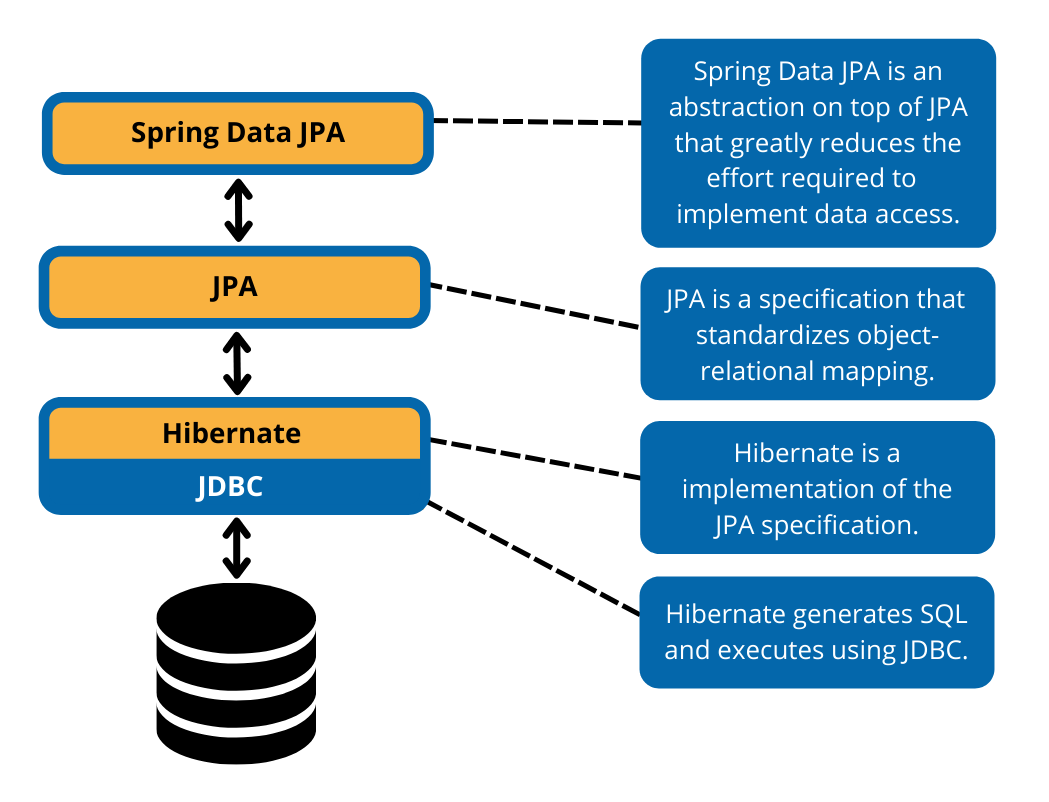 Spring Data JPA
Spring Data JPA is an
abstraction on top of JPA
that greatly reduces the
effort required to
implement data access.
JPA
JPA is a specification that
standardizes object-
relational mapping.
Hibernate
JDBC
Hibernate is a
implementation of the
JPA specification.
Hibernate generates SQL
and executes using JDBC.